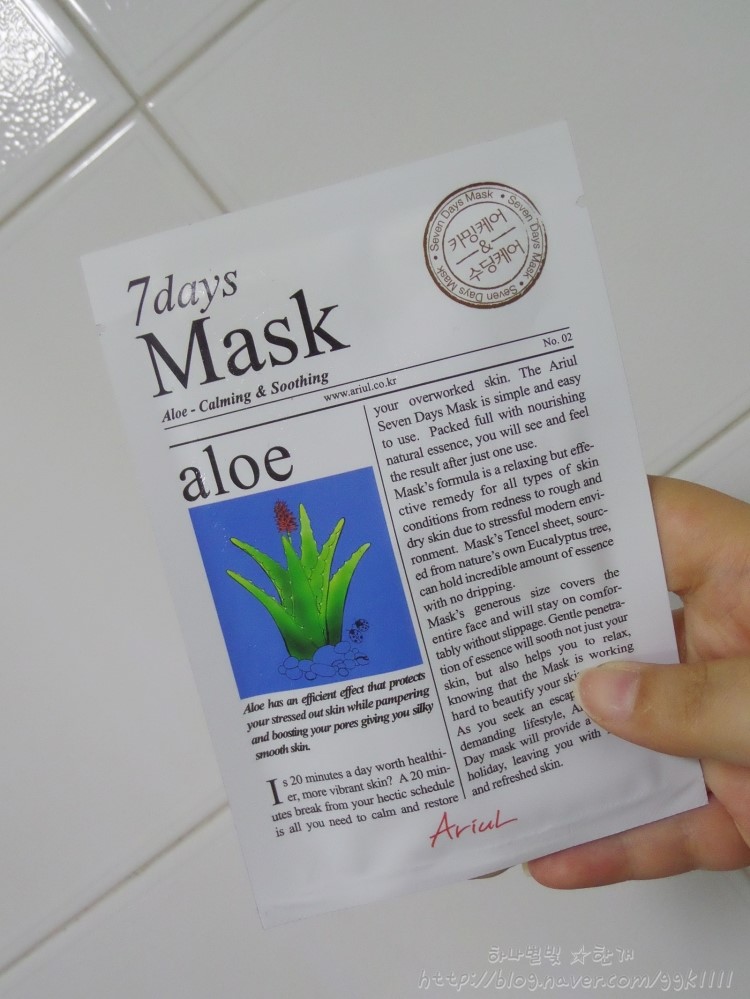 Seven Days Mask • Seven Days Mask • Seven Days Mask •
카밍케어
&
수딩케어
7days
Mask
Aloe - Calming & Soothing
www.ariul.co.kr
No. 02
aloe
Aloe has an efficient effect that protects
your stressed out skin while pampering
and boosting your pores giving you silky
smooth skin.
Is 20 minutes a day worth healthi-
er, more vibrant skin? A 20 min-
utes break from your hectic schedule
is all you need to calm and restore
your overworked skin. The Ariul
Seven Days Mask is simple and easy
to use. Packed full with nourishing
natural essence, you will see and feel
the result after just one use.
Mask's formula is a relaxing but effe-
ctive remedy for all types of skin
conditions from redness to rough and
dry skin due to stressful modern envi-
ronment. Mask's Tencel sheet, sourc-
ed from nature's own Eucalyptus tree,
can hold incredible amount of essence
with no dripping.
Mask's generous size covers the
entire face and will stay on comfor-
tably without slippage. Gentle penetra-
tion of essence will sooth not just your
skin, but also helps you to relax,
knowing that the Mask is working
hard to beautify your
As you seek an
demanding lifestyle,
Day mask will provide a
holiday, leaving you with
and refreshed skin.
Ariul
하나별빛 ☆한개
http://blog.naver.com/ggk1111